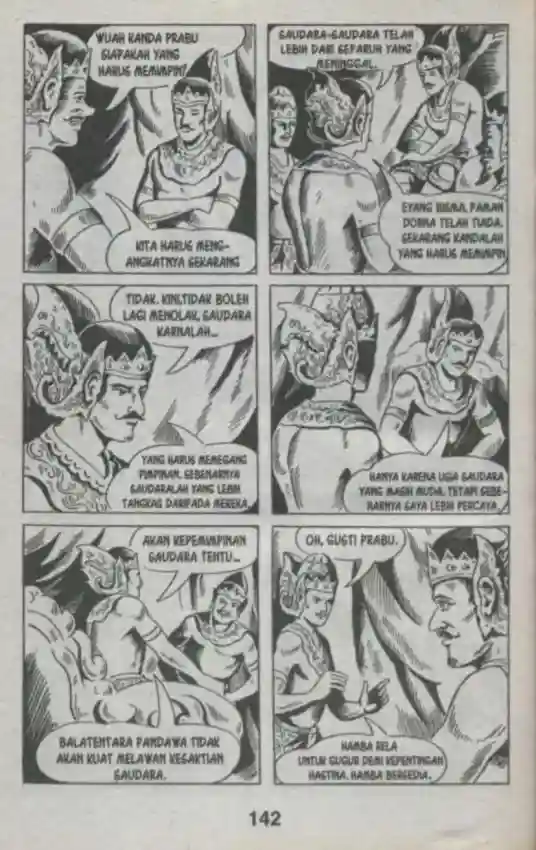 WUAH KANDA PRABU
SIAPAKAH YANG
HARUS MEMIMPIN?
KITA HARUS MENG-
ANGKATNYA SEKARANG
SAUDARA-SAUDARA TELAH
LEBIH DARI SEPARUH YANG
MENINGGAL.
EYANG BISMA, PAMAN
DORNA TELAH TIADA.
SEKARANG KANDALAH
YANG HARUS MEMIMPIN
TIDAK. KINI,TIDAK BOLEH
LAGI MENOLAK, SAUDARA
KARNALAH...
YANG HARUS MEMEGANG
PIMPINAN. SEBENARNYA
SAUDARALAH YANG LEBIH
TANGKAS DARIPADA MEREKA.
HANYA KARENA USIA SAUDARA
YANG MASIH MUDA. TETAPI SEBE-
NARNYA SAYA LEBIH PERCAYA.
AKAN KEPEMIMPINAN
SAUDARA TENTU...
BALATENTARA PANDAWA TIDAK
AKAN KUAT MELAWAN KESAKTIAN
SAUDARA.
OH, GUSTI PRABU.
HAMBA RELA
UNTUK GUGUR DEMI KEPENTINGAN
HASTINA. HAMBA BERSEDIA.
142